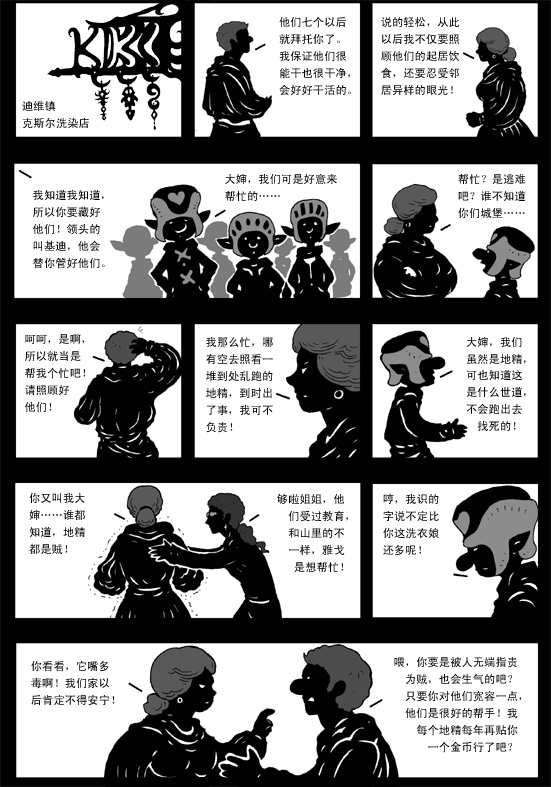 迪维镇
克斯尔洗染店
他们七个以后
就拜托你了。
我保证他们很
能干也很干净，
会好好干活的。
说的轻松，从此
以后我不仅要照
顾他们的起居饮
食，还要忍受邻
居异样的眼光！
我知道我知道，
所以你要藏好
他们！领头的
叫基迪，他会
替你管好他们。
大婶，我们可是好意来
帮忙的……
帮忙？是逃难
吧？谁不知道
你们城堡……
呵呵，是啊，
所以就当是
帮我个忙吧！
请照顾好
他们！
我那么忙，哪
有空去照看一
堆到处乱跑的
地精，到时出
了事，我可不
负责！
大婶，我们
虽然是地精，
可也知道这
是什么世道，
不会跑出去
找死的！
你又叫我大
婶……谁都
知道，地精
都是贼！
够啦姐姐，他
们受过教育，
和山里的不
一样，雅戈
是想帮忙！
哼，我识的
字说不定比
你这洗衣娘
还多呢！
你看看，它嘴多
毒啊！我们家以
后肯定不得安宁！
喂，你要是被人无端指责
为贼，也会生气的吧？
只要你对他们宽容一点，
他们是很好的帮手！我
每个地精每年再贴你
一个金币行了吧？